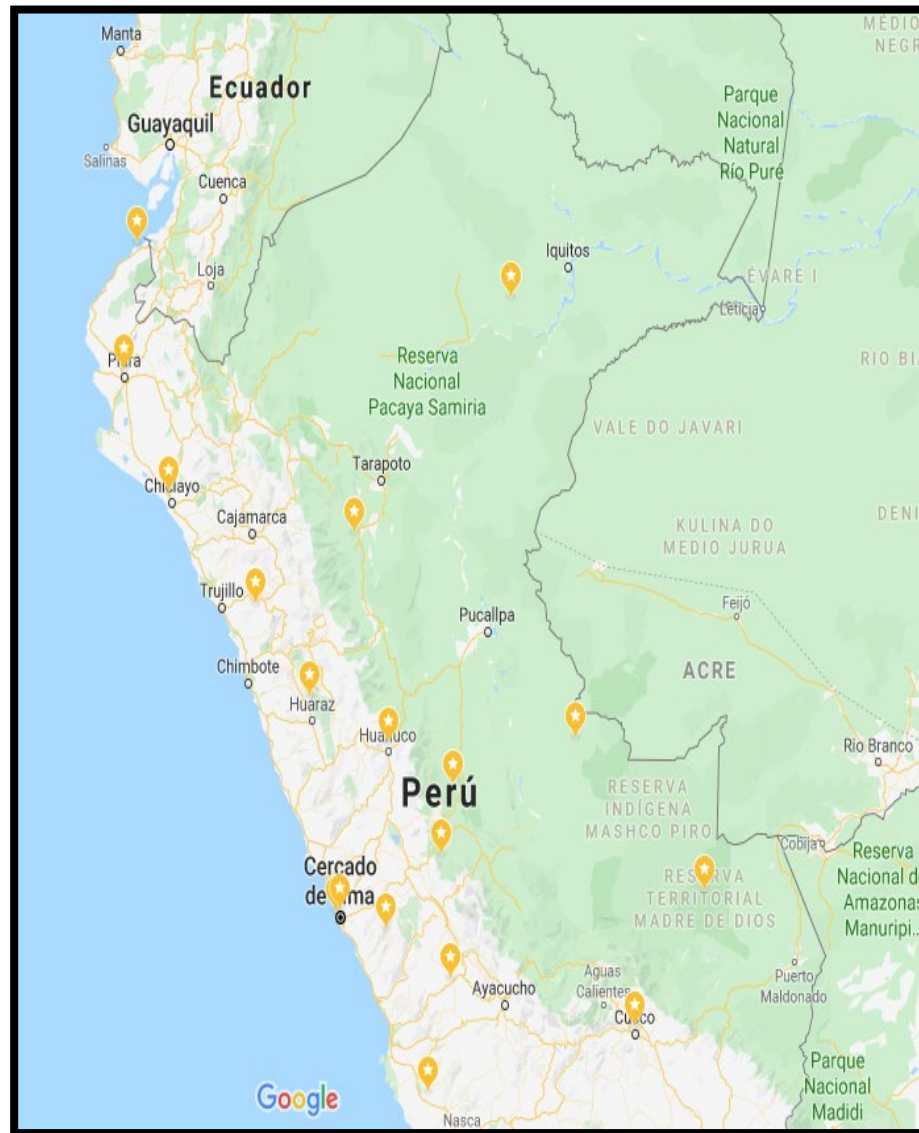 Manta
Ecuador
Guayaquil
Salinas
Cuenca
Loja
MÉDIO
NEGR
Parque
Nacional
Natural
Río Puré
Iquitos
ÉVARE I
Leticia
RIO BI
Reserva
Nacional
Pacaya Samiria
VALE DO JAVARI
Tarapoto
Cajamarca
KULINA DO
MEDIO JURUA
DENI
Trujillo
Feijó
Pucallpa
Chimbote
ACRE
Huaraz
Rio Branco
Perú
RESERVA
INDÍGENA
MASHCO PIRO
Cobija
Cercado
de
RESERVA
TERRITORIAL
MADRE DE DIOS
Reserva
Nacional d
Amazonas
Manuripi...
Ayacucho
Aguas
Calientes
Puerto
Maldonado
Google
Nasca
Parque
Nacional
Madidi